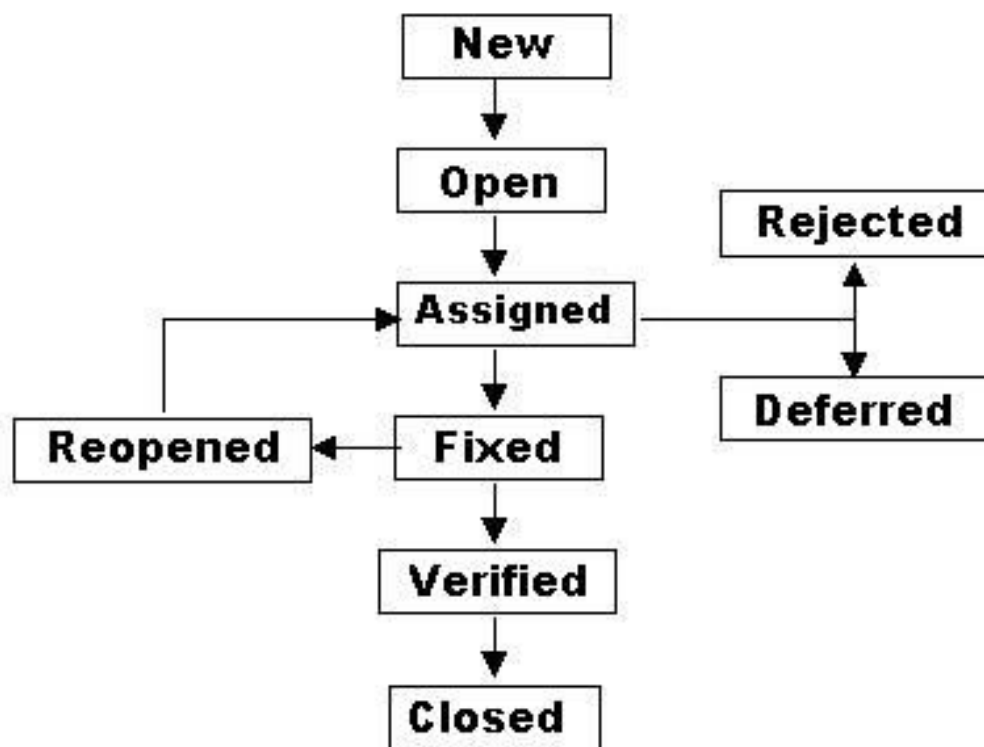 New
Open
Rejected
Assigned
Deferred
Reopened
Fixed
Verified
Closed